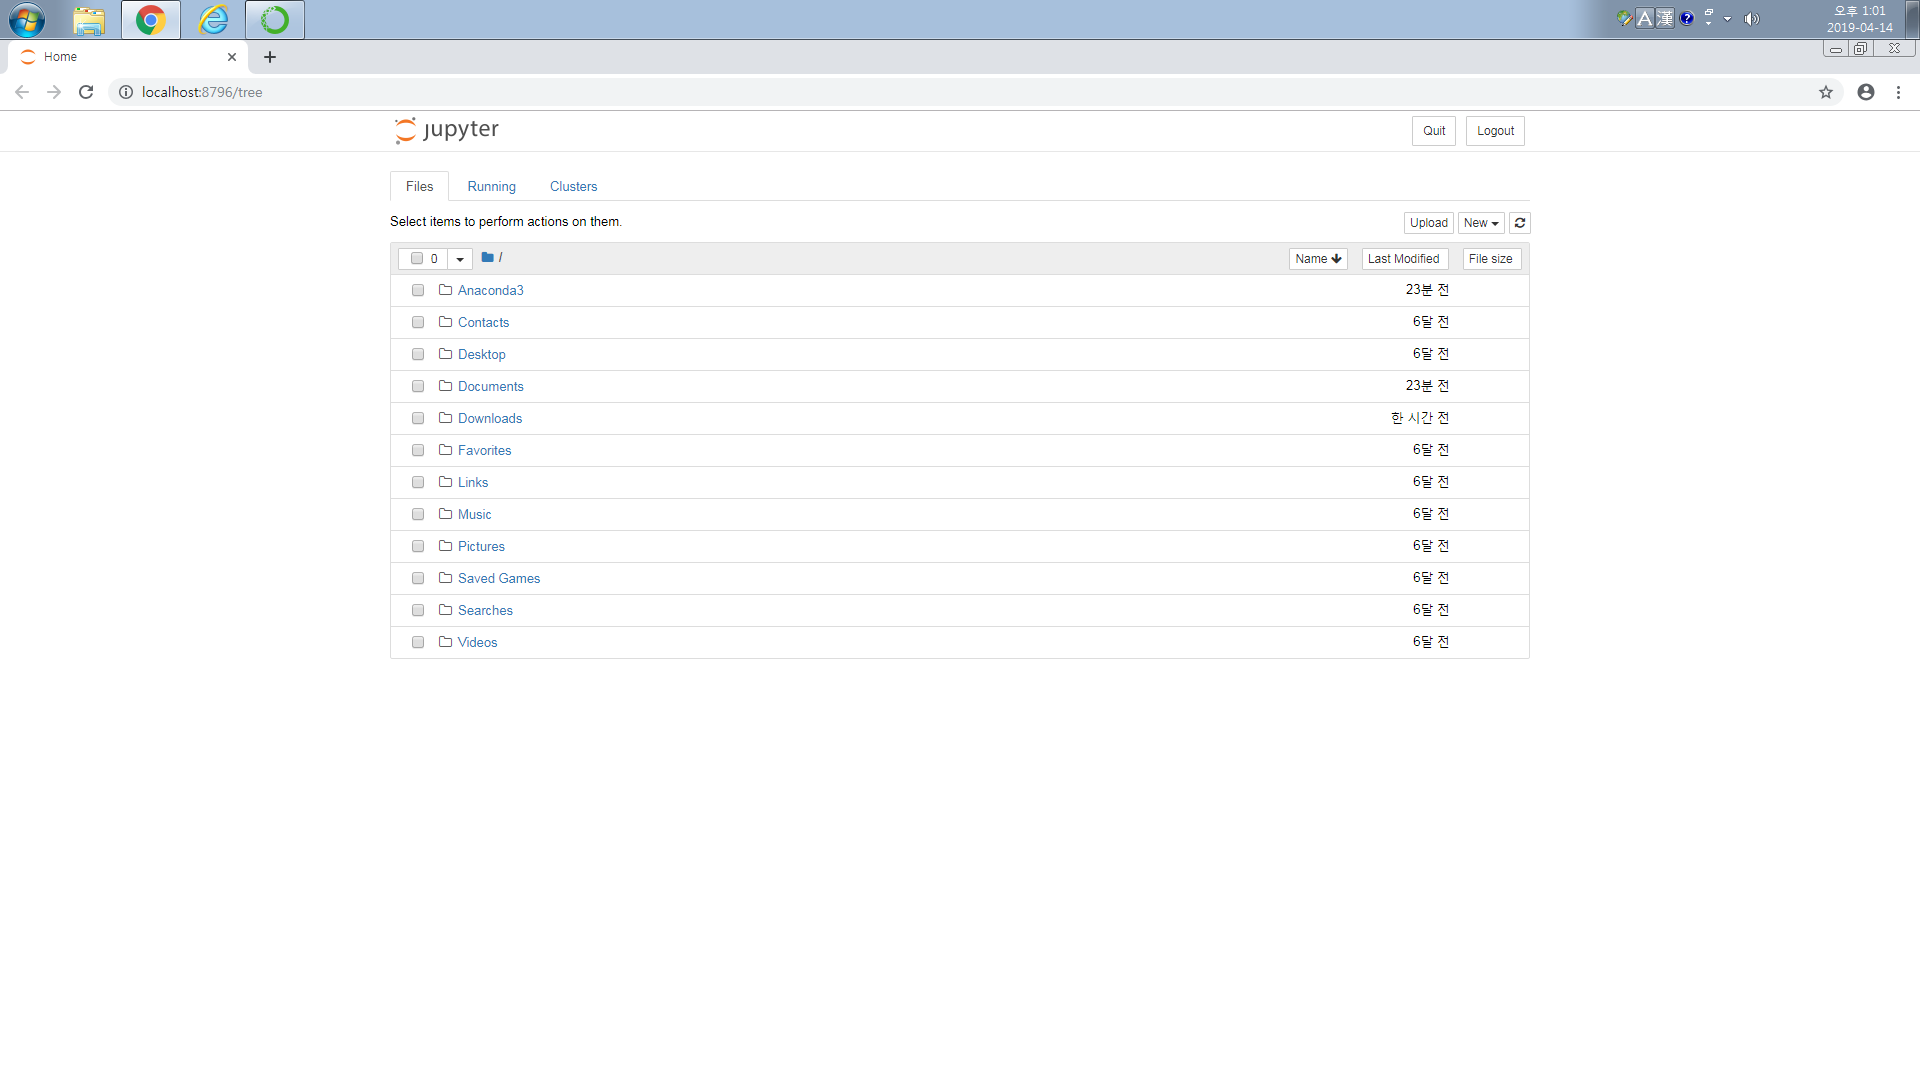 A 漢 ? 오후 1:01
2019-04-14
Home
localhost:8796/tree
jupyter Quit Logout
Files Running Clusters
Select items to perform actions on them. Upload New
0 / Name Last Modified File size
Anaconda3 23분 전
Contacts 6달 전
Desktop 6달 전
Documents 23분 전
Downloads 한 시간 전
Favorites 6달 전
Links 6달 전
Music 6달 전
Pictures 6달 전
Saved Games 6달 전
Searches 6달 전
Videos 6달 전